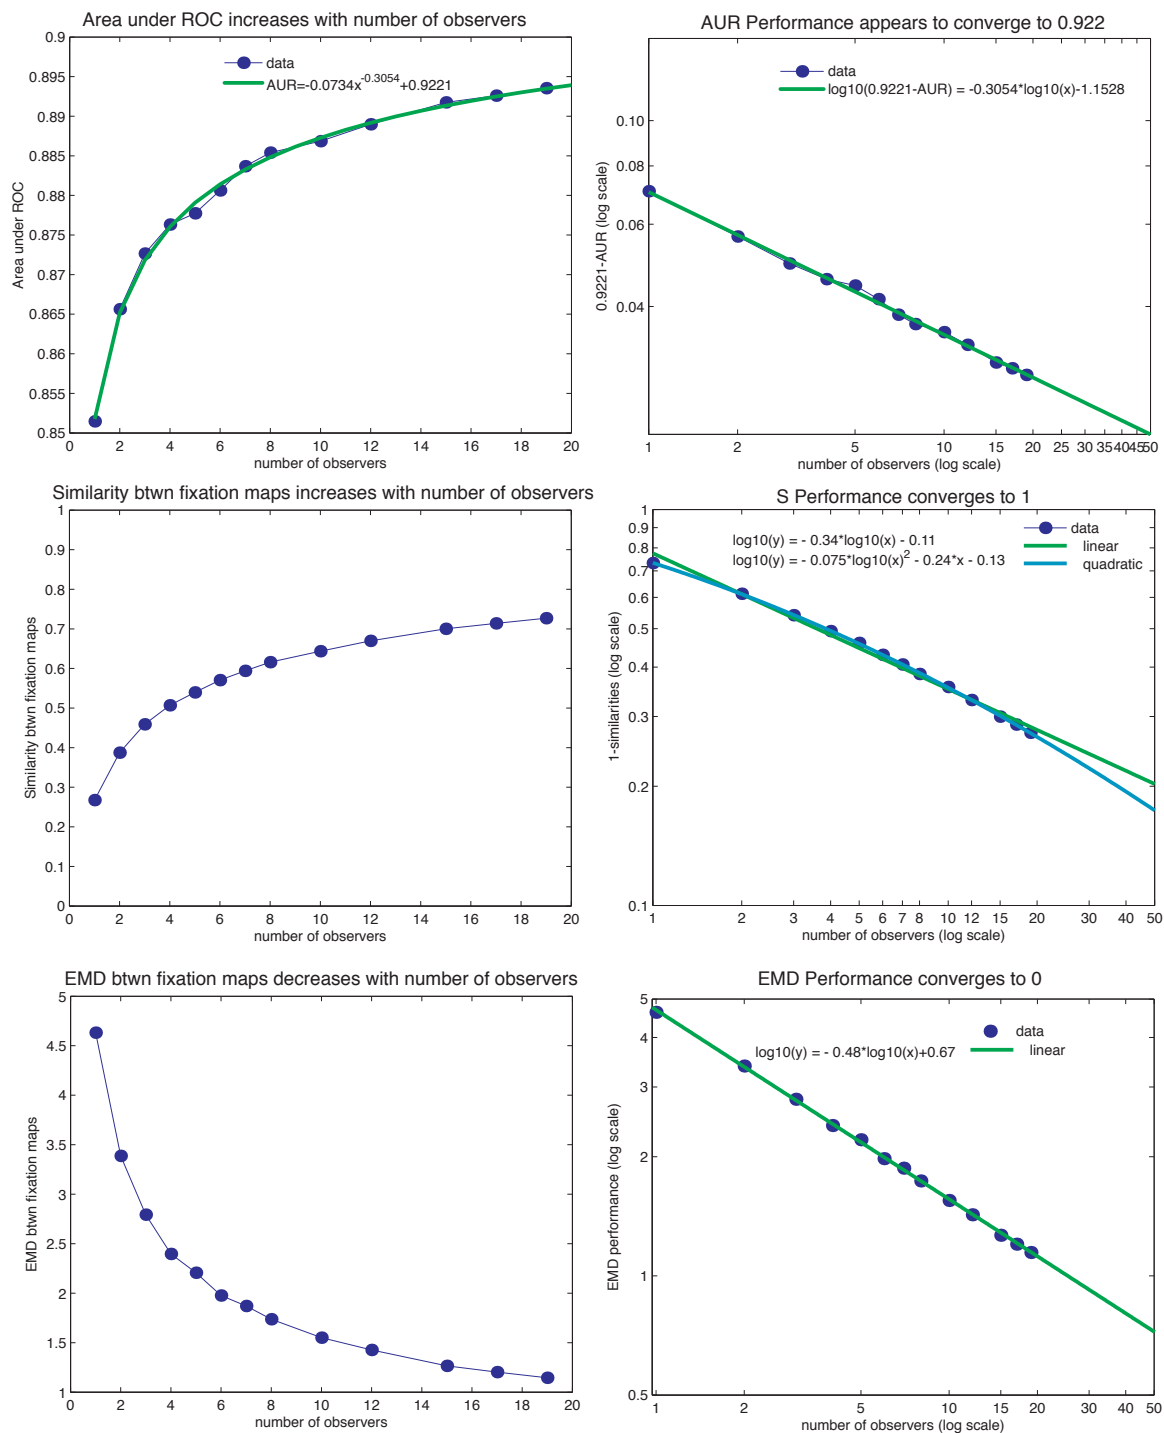 Area under ROC increases with number of observers
0.9
0.895
0.89
0.885
0.88
0.875
0.87
0.865
0.86
0.855
0.85
Area under ROC
data
AUR=-0.0734x^-0.3054+0.9221
0 2 4 6 8 10 12 14 16 18 20
number of observers
AUR Performance appears to converge to 0.922
0.10
0.08
0.06
0.04
0.9221-AUR (log scale)
data
log10(0.9221-AUR) = -0.3054*log10(x)-1.1528
1 2 5 10 15 20 25 30 35 40 45 50
number of observers (log scale)
Similarity btwn fixation maps increases with number of observers
1
0.9
0.8
0.7
0.6
0.5
0.4
0.3
0.2
0.1
0
Similarity btwn fixation maps
0 2 4 6 8 10 12 14 16 18 20
number of observers
S Performance converges to 1
1
0.9
0.8
0.7
0.6
0.5
0.4
0.3
0.2
0.1
1-similarities (log scale)
log10(y) = - 0.34*log10(x) - 0.11
log10(y) = - 0.075*log10(x)^2 - 0.24*x - 0.13
data
linear
quadratic
1 2 3 4 5 6 7 8 10 12 15 20 30 40 50
number of observers (log scale)
EMD btwn fixation maps decreases with number of observers
5
4.5
4
3.5
3
2.5
2
1.5
1
EMD btwn fixation maps
0 2 4 6 8 10 12 14 16 18 20
number of observers
EMD Performance converges to 0
5
4
3
2
1
0.5
EMD performance (log scale)
log10(y) = - 0.48*log10(x)+0.67
data
linear
1 2 5 10 15 20 30 40 50
number of observers (log scale)